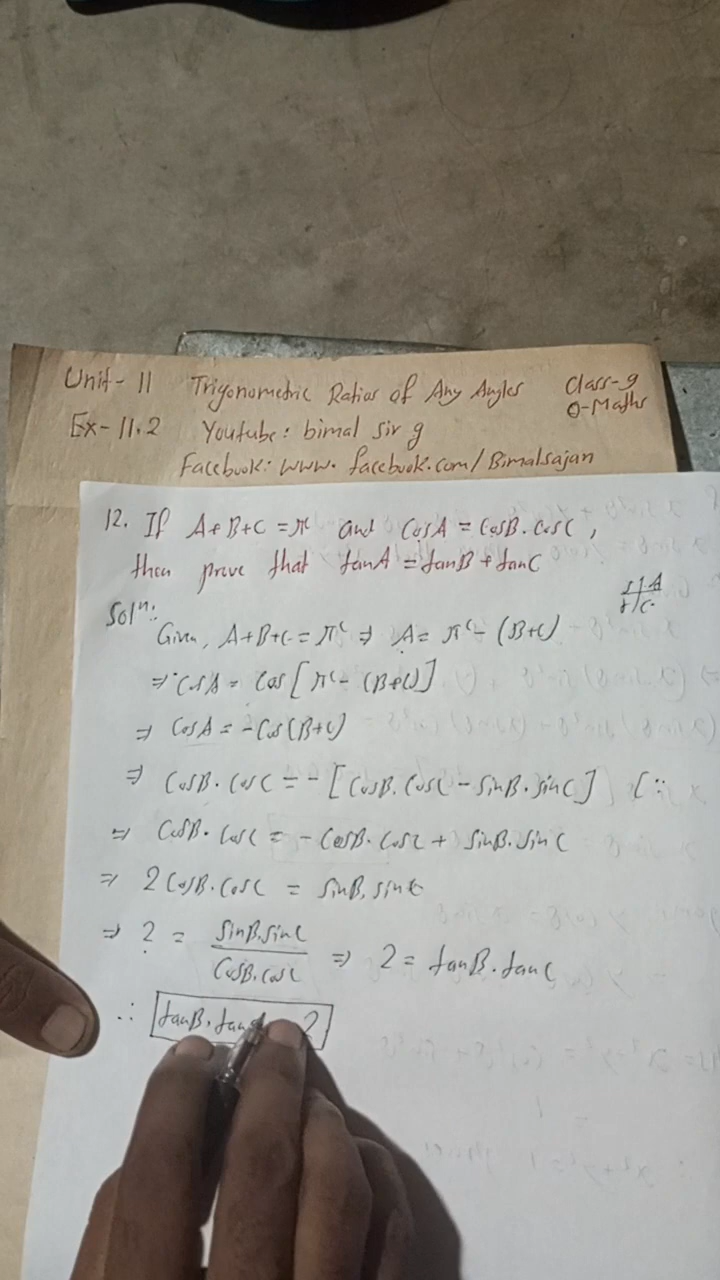 Unit- 11 Trigonometric Ratios of Any Angles Class-9
Ex-11.2 Youtube: bimal sir g O-Maths
Facebook: www.facebook.com/Bimalsajan
12. If A+B+C = π^c and CosA = CosB.CosC,
then prove that tanA = tanB + tanC
Solⁿ:
S A
T C
Given, A+B+C = π^c ⇒ A = π^c - (B+C)
⇒ CosA = Cos[π^c - (B+C)]
⇒ CosA = -Cos(B+C)
⇒ CosB.CosC = -[CosB.CosC - SinB.SinC] [∵
⇒ CosB.CosC = -CosB.CosC + SinB.SinC
⇒ 2CosB.CosC = SinB.SinC
⇒ 2 = SinB.SinC / CosB.CosC ⇒ 2 = tanB.tanC
∴ tanB. 2